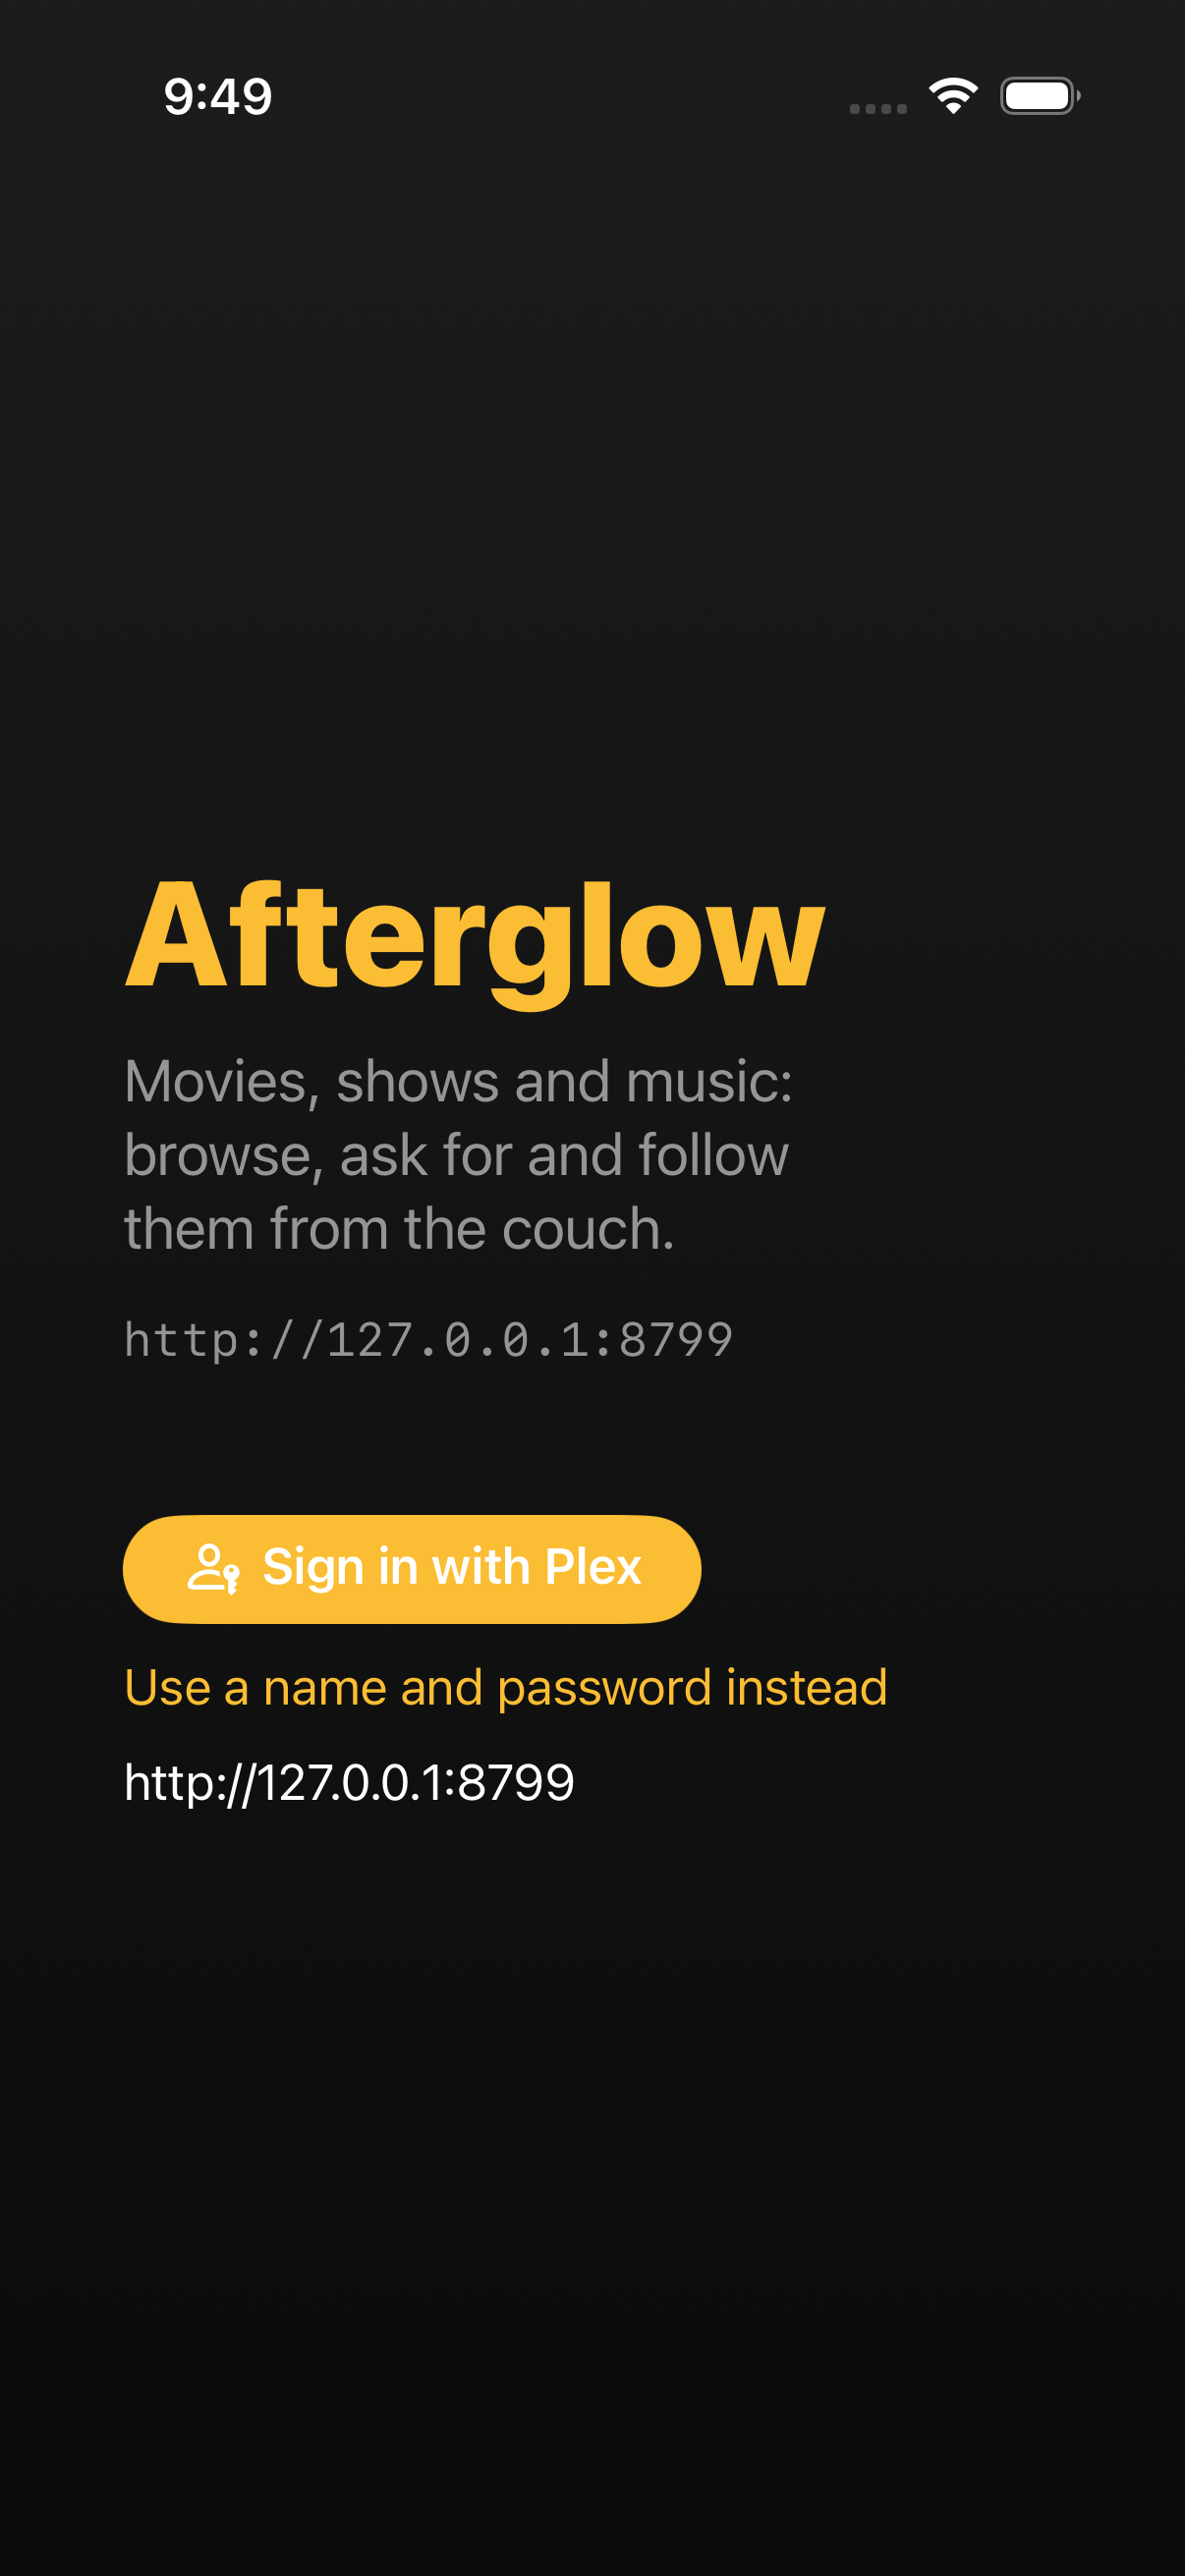 9:49
Afterglow
Movies, shows and music:
browse, ask for and follow
them from the couch.
http://127.0.0.1:8799
Sign in with Plex
Use a name and password instead
http://127.0.0.1:8799